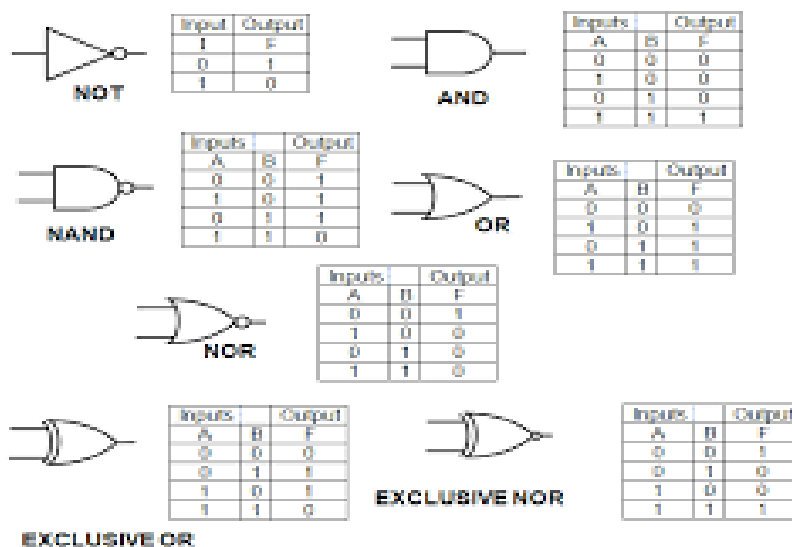 Input Output
I F
0 1
1 0
NOT
Inputs Output
A B F
0 0 0
1 0 0
0 1 0
1 1 1
AND
Inputs Output
A B F
0 0 1
1 0 1
0 1 1
1 1 0
NAND
Inputs Output
A B F
0 0 0
1 0 1
0 1 1
1 1 1
OR
Inputs Output
A B F
0 0 1
1 0 0
0 1 0
1 1 0
NOR
Inputs Output
A B F
0 0 0
0 1 1
1 0 1
1 1 0
EXCLUSIVE OR
Inputs Output
A B F
0 0 1
0 1 0
1 0 0
1 1 1
EXCLUSIVE NOR